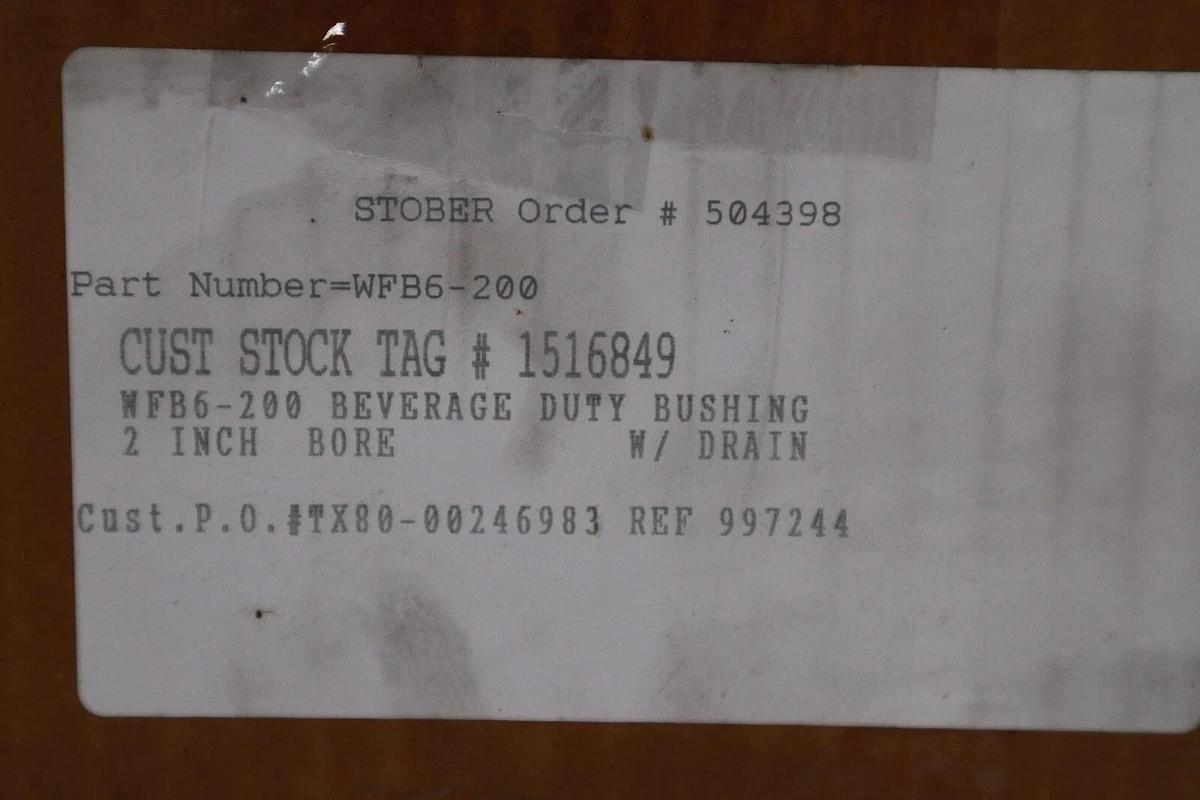 STOBER Order # 504398
Part Number=WFB6-200
CUST STOCK TAG # 1516849
WFB6-200 BEVERAGE DUTY BUSHING
2 INCH BORE W/ DRAIN
Cust.P.O.#TX80-00246983 REF 997244